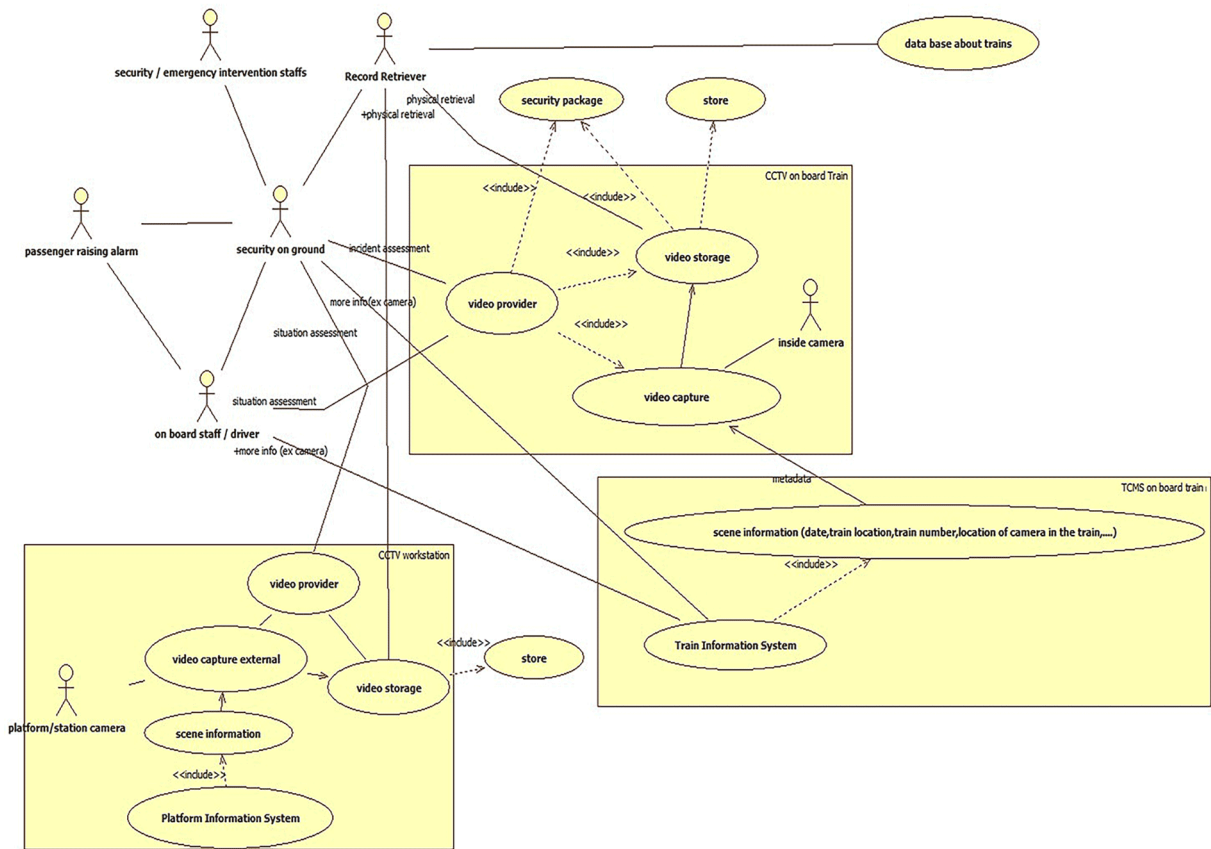 data base about trains
security / emergency intervention staffs
Record Retriever
physical retrieval
+physical retrieval
security package
store
CCTV on board Train
<<include>>
<<include>>
passenger raising alarm
security on ground
incident assessment
<<include>>
video storage
video provider
more info(ex camera)
<<include>>
situation assessment
inside camera
video capture
situation assessment
on board staff / driver
+more info (ex camera)
metadata
TCMS on board train
scene information (date,train location,train number,location of camera in the train,....)
<<include>>
Train Information System
CCTV workstation
video provider
video capture external
<<include>>
store
video storage
platform/station camera
scene information
<<include>>
Platform Information System